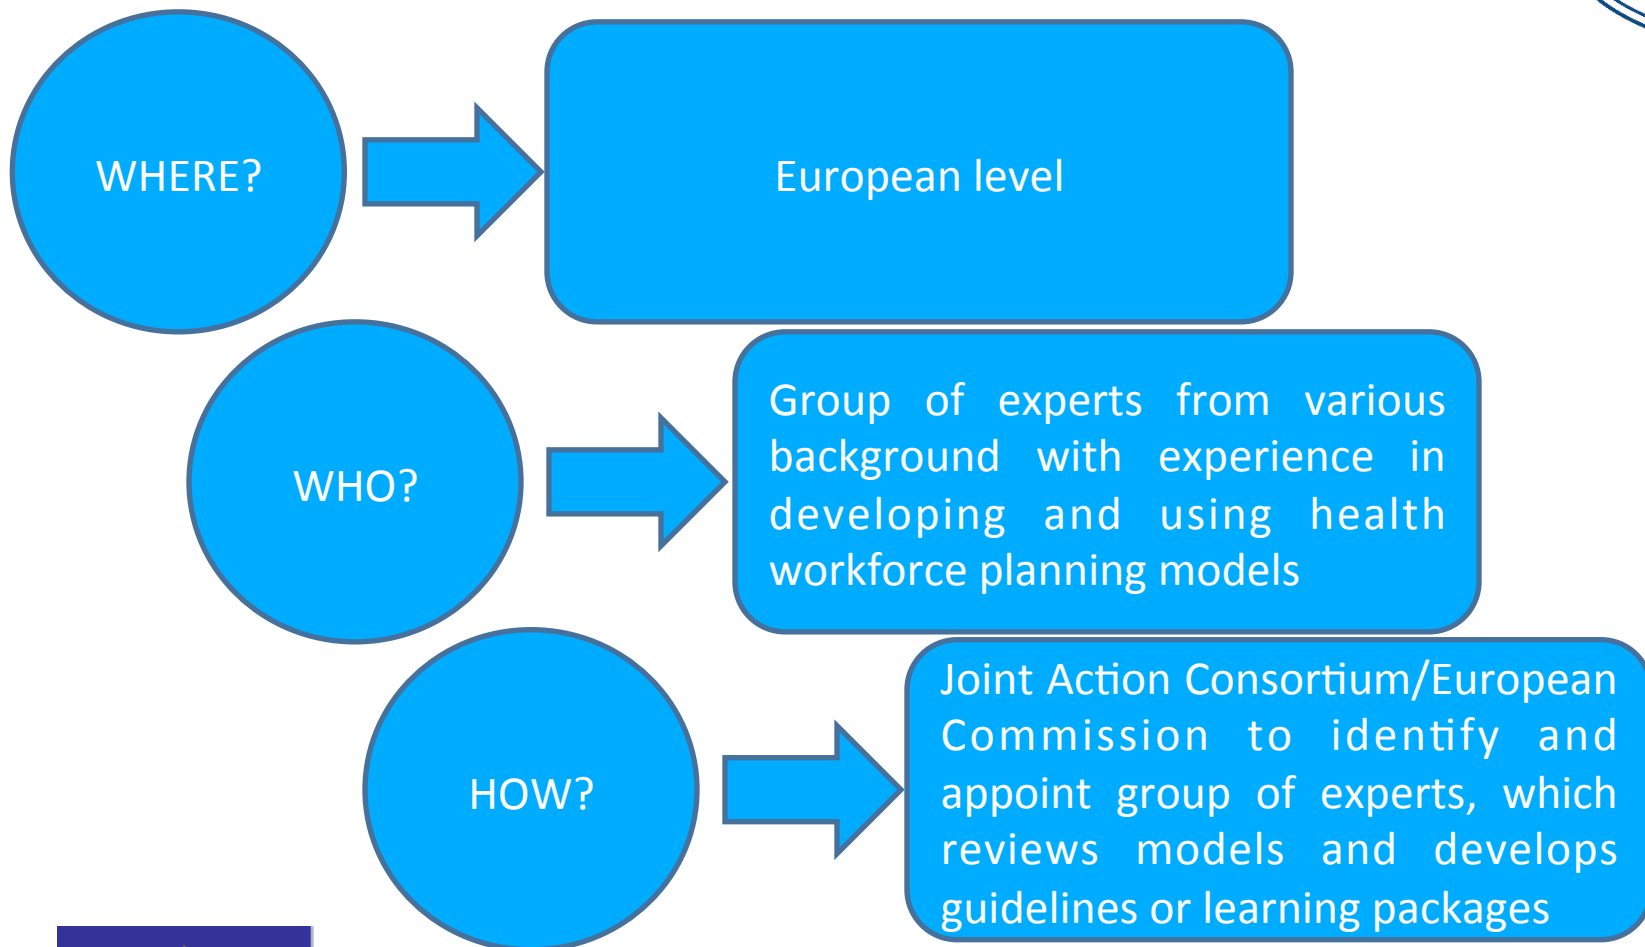 WHERE?
European level
WHO?
Group of experts from various
background with experience in
developing and using health
workforce planning models
HOW?
Joint Action Consortium/European
Commission to identify and
appoint group of experts, which
reviews models and develops
guidelines or learning packages